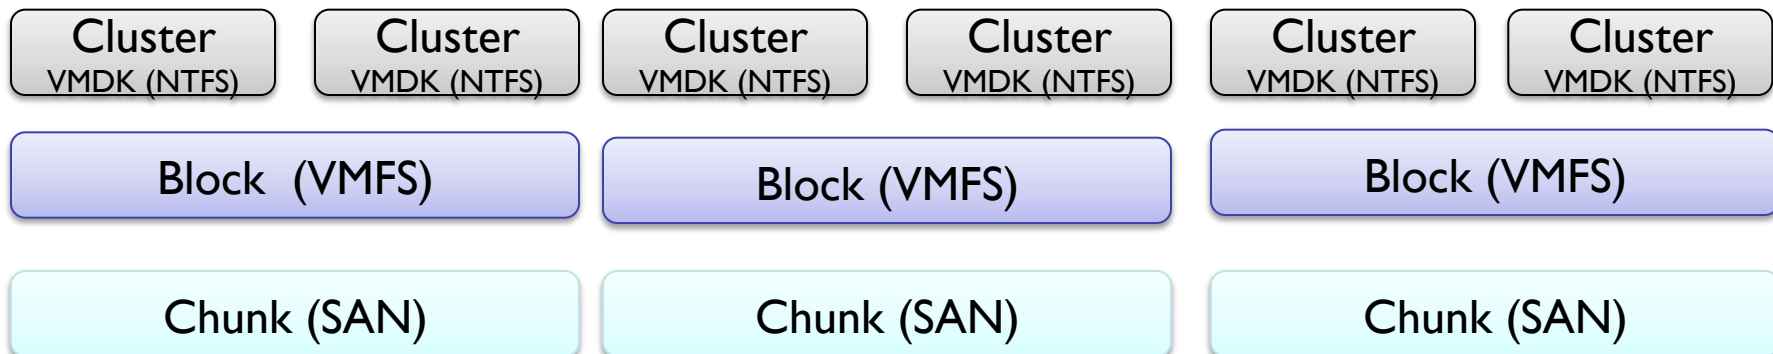 Cluster
VMDK (NTFS)
Cluster
VMDK (NTFS)
Cluster
VMDK (NTFS)
Cluster
VMDK (NTFS)
Cluster
VMDK (NTFS)
Cluster
VMDK (NTFS)
Block (VMFS)
Block (VMFS)
Block (VMFS)
Chunk (SAN)
Chunk (SAN)
Chunk (SAN)